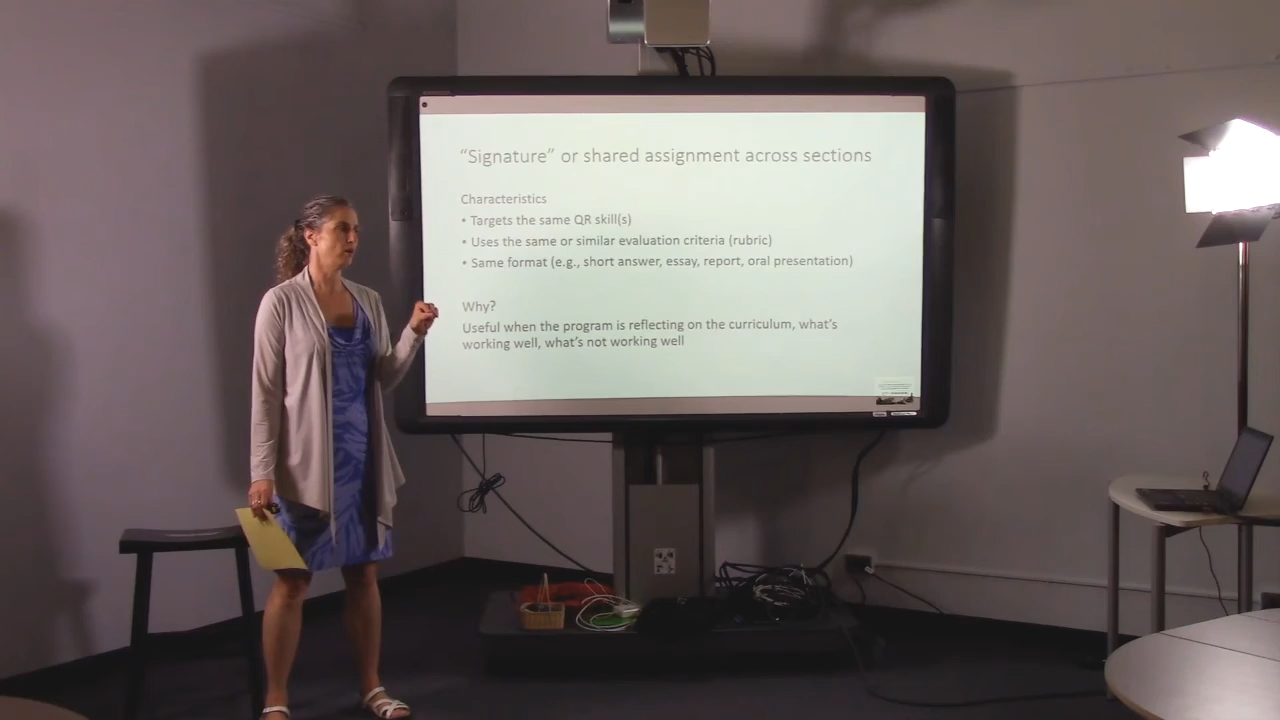 “Signature” or shared assignment across sections
Characteristics
• Targets the same QR skill(s)
• Uses the same or similar evaluation criteria (rubric)
• Same format (e.g., short answer, essay, report, oral presentation)
Why?
Useful when the program is reflecting on the curriculum, what’s
working well, what’s not working well